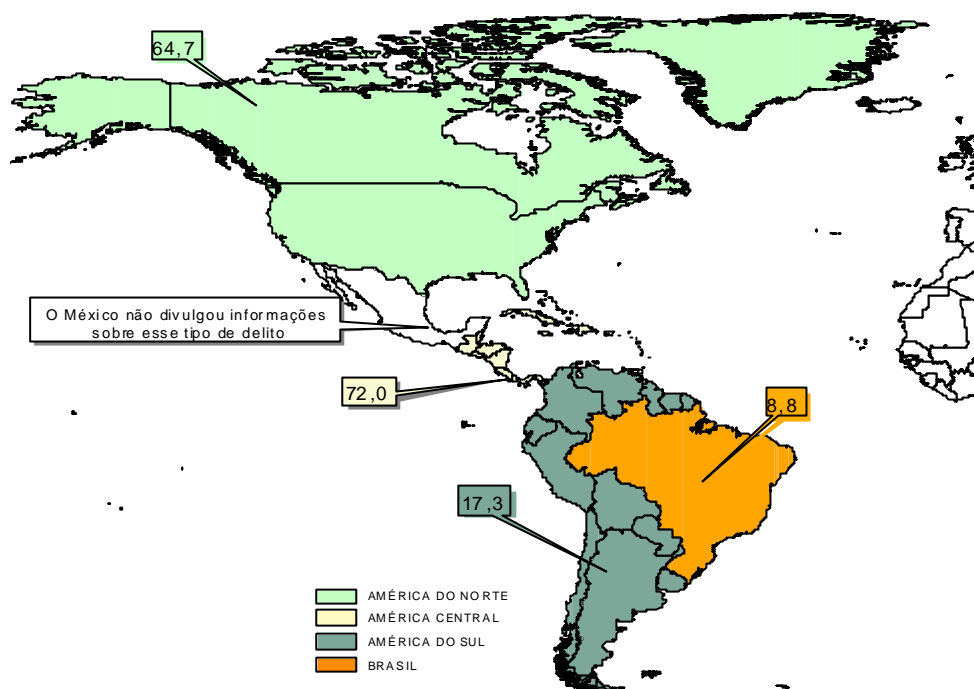 64,7
O México não divulgou informações
sobre esse tipo de delito
72,0
8,8
17,3
AMÉRICA DO NORTE
AMÉRICA CENTRAL
AMÉRICA DO SUL
BRASIL